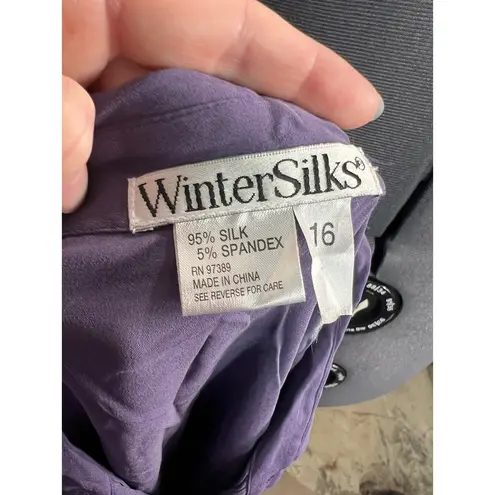 WinterSilks®
95% SILK
5% SPANDEX
RN 97389
MADE IN CHINA
SEE REVERSE FOR CARE
16